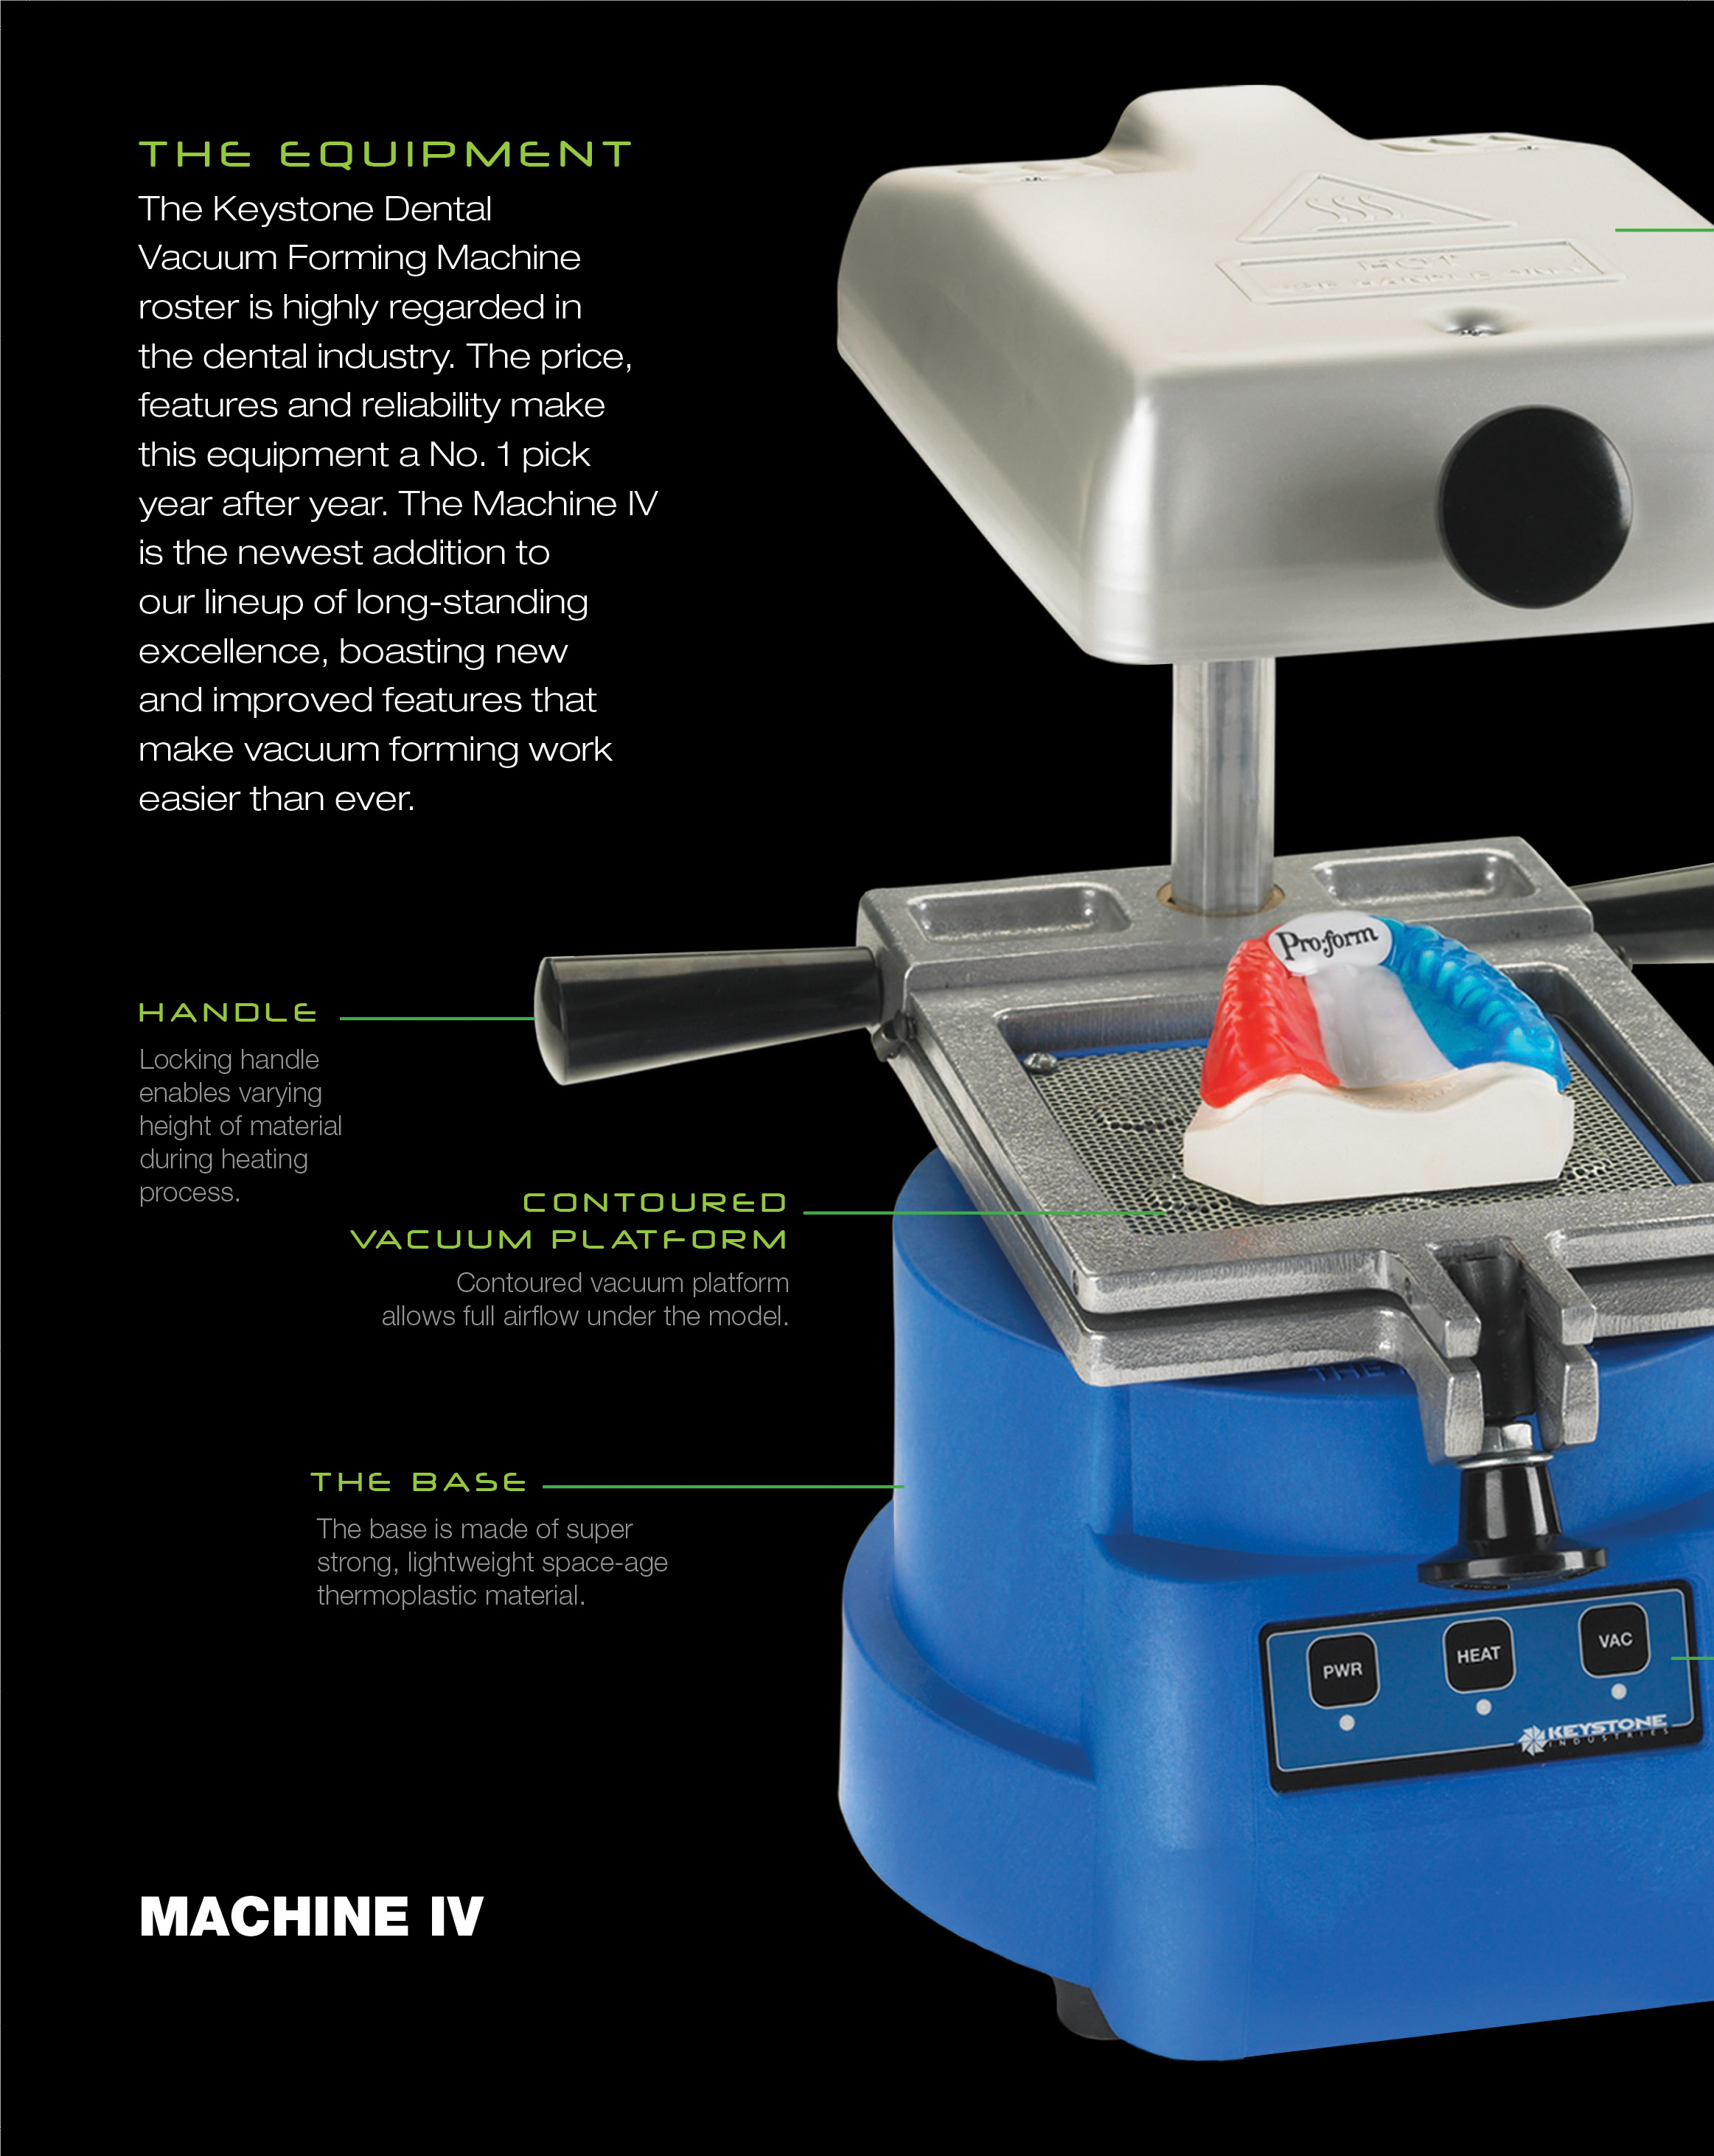 THE EQUIPMENT
The Keystone Dental
Vacuum Forming Machine
roster is highly regarded in
the dental industry. The price,
features and reliability make
this equipment a No. 1 pick
year after year. The Machine IV
is the newest addition to
our lineup of long-standing
excellence, boasting new
and improved features that
make vacuum forming work
easier than ever.
HOT
Pro-form
HANDLE
Locking handle
enables varying
height of material
during heating
process.
CONTOURED
VACUUM PLATFORM
Contoured vacuum platform
allows full airflow under the model.
THE
THE BASE
The base is made of super
strong, lightweight space-age
thermoplastic material.
PWR HEAT VAC
KEYSTONE
INDUSTRIES
MACHINE IV